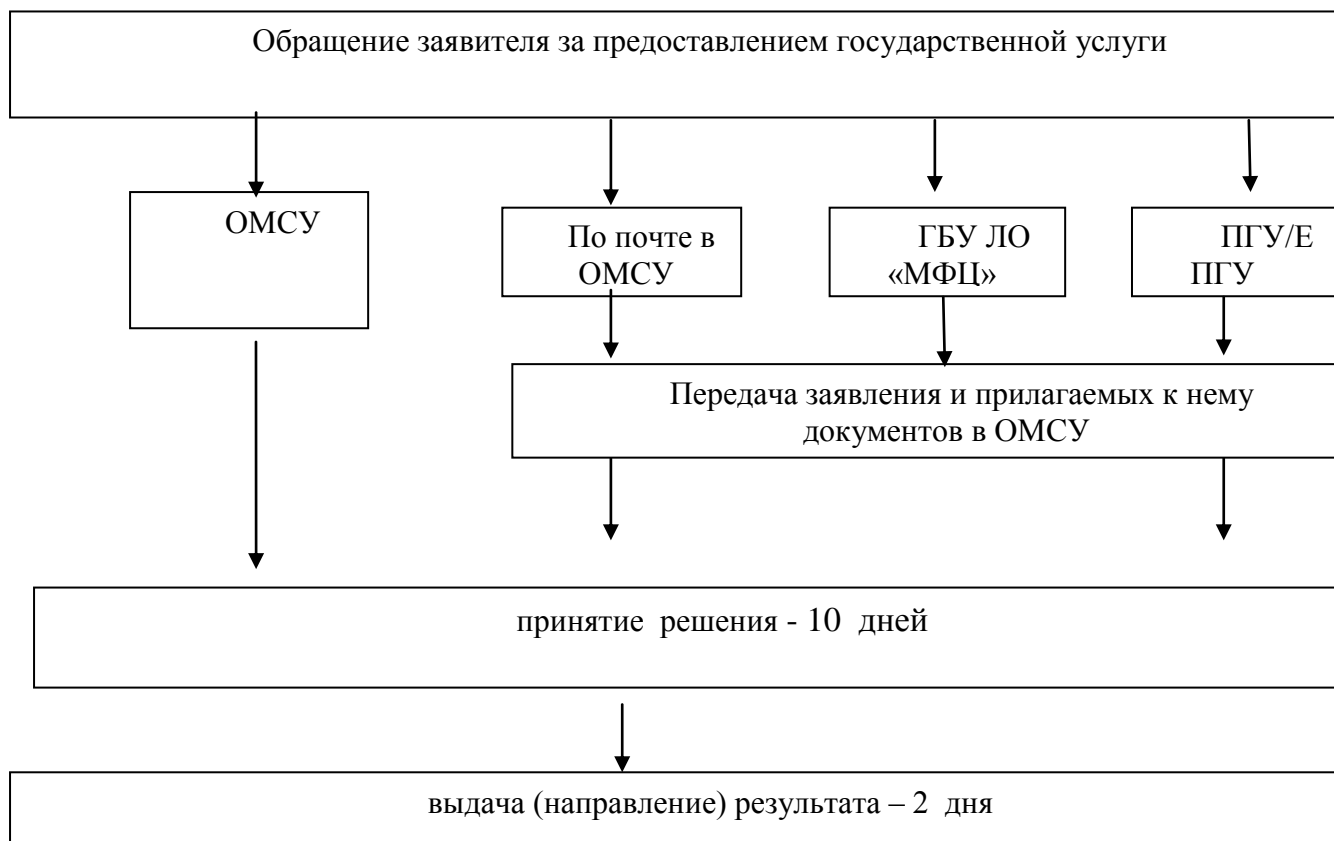 Обращение заявителя за предоставлением государственной услуги
ОМСУ
По почте в
ОМСУ
ГБУ ЛО
«МФЦ»
ПГУ/Е
ПГУ
Передача заявления и прилагаемых к нему
документов в ОМСУ
принятие решения - 10 дней
выдача (направление) результата – 2 дня